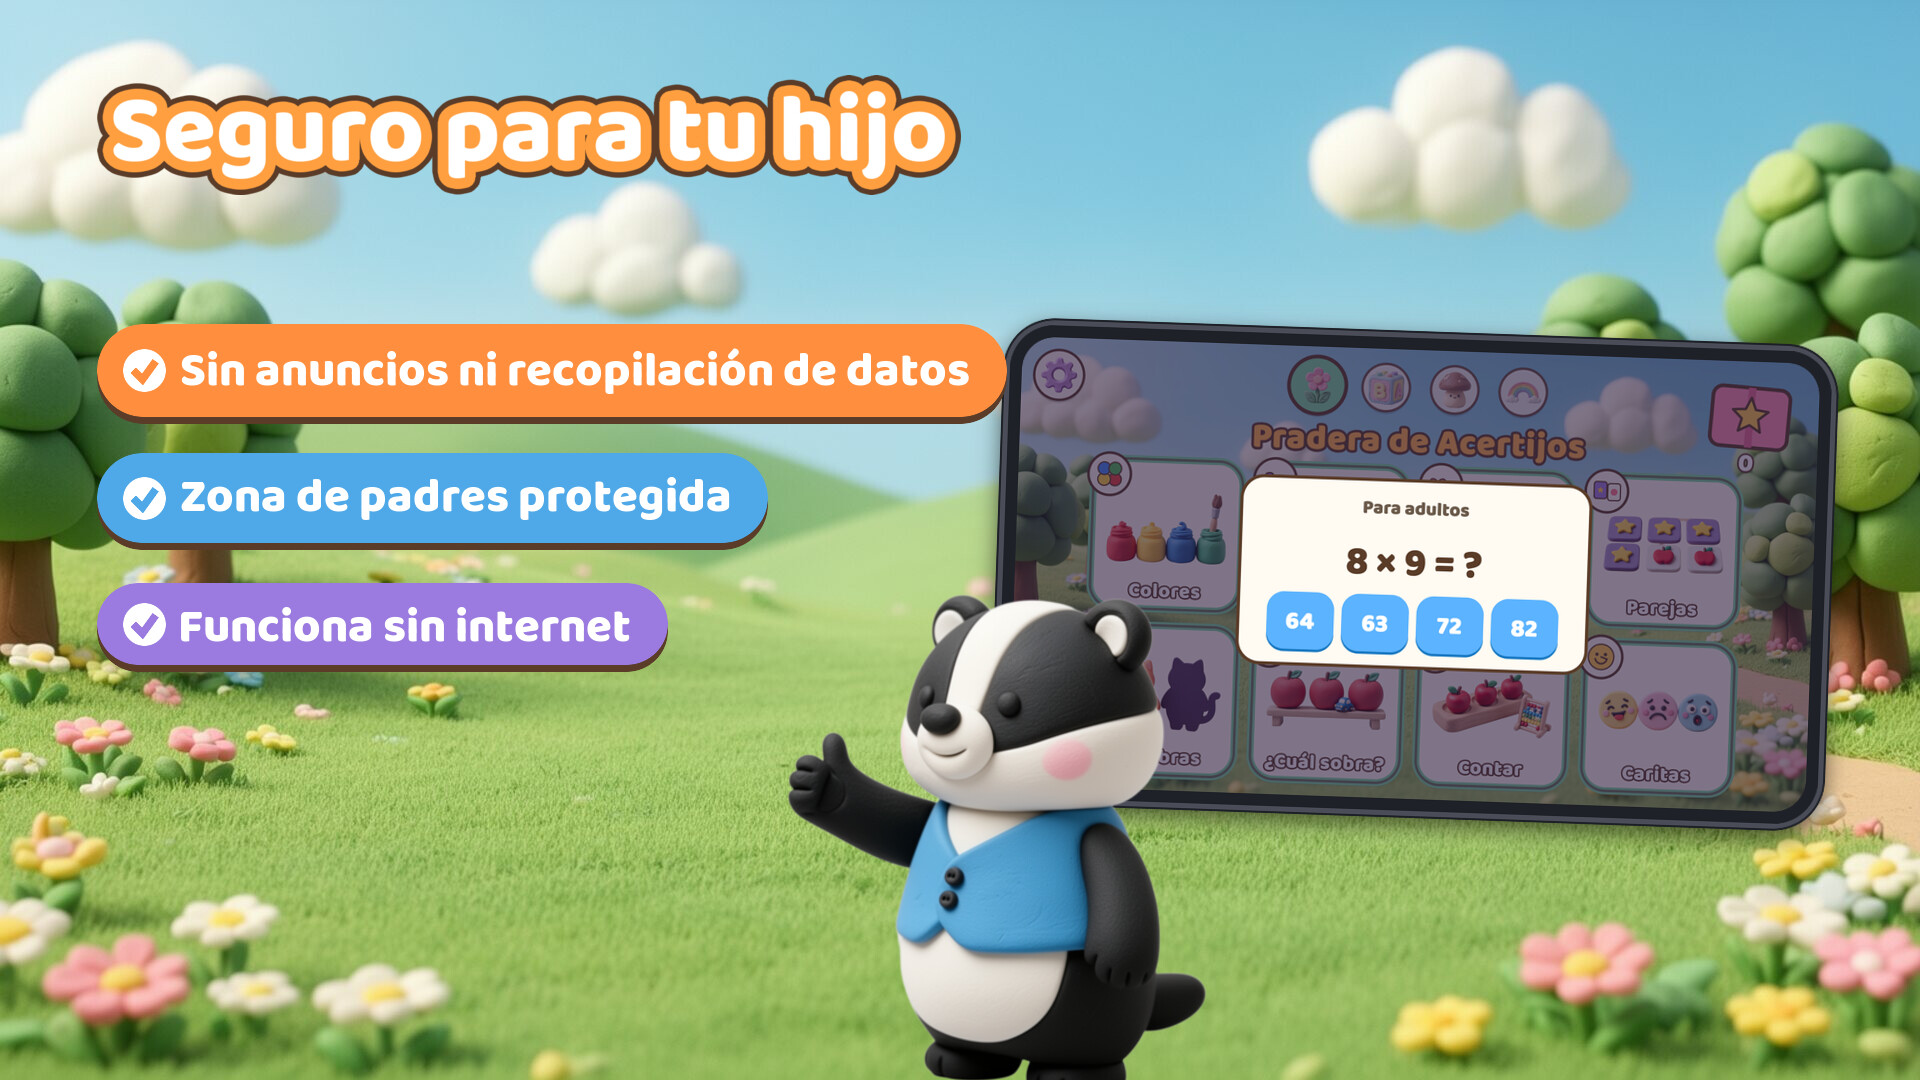 Seguro para tu hijo
Sin anuncios ni recopilación de datos
Zona de padres protegida
Funciona sin internet
Pradera de Acertijos
0
Para adultos
8 × 9 = ?
64 63 72 82
Colores
Parejas
¿Cuál sobra?
Contar
Caritas